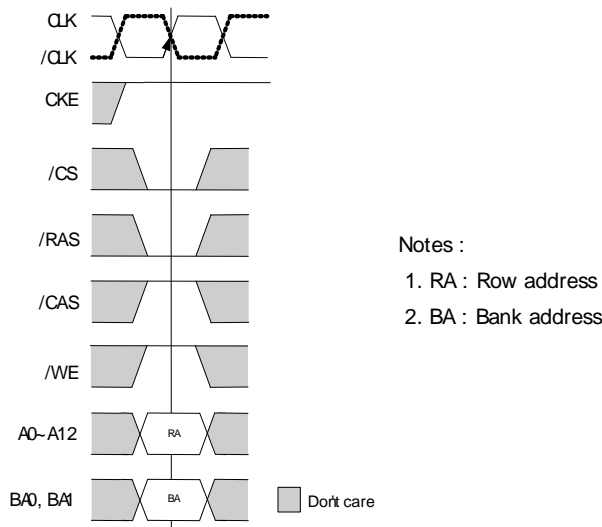 CLK
/CLK
CKE
/CS
/RAS
/CAS
/WE
A0~A12
RA
BA0, BA1
BA
Don't care
Notes :
1. RA : Row address
2. BA : Bank address